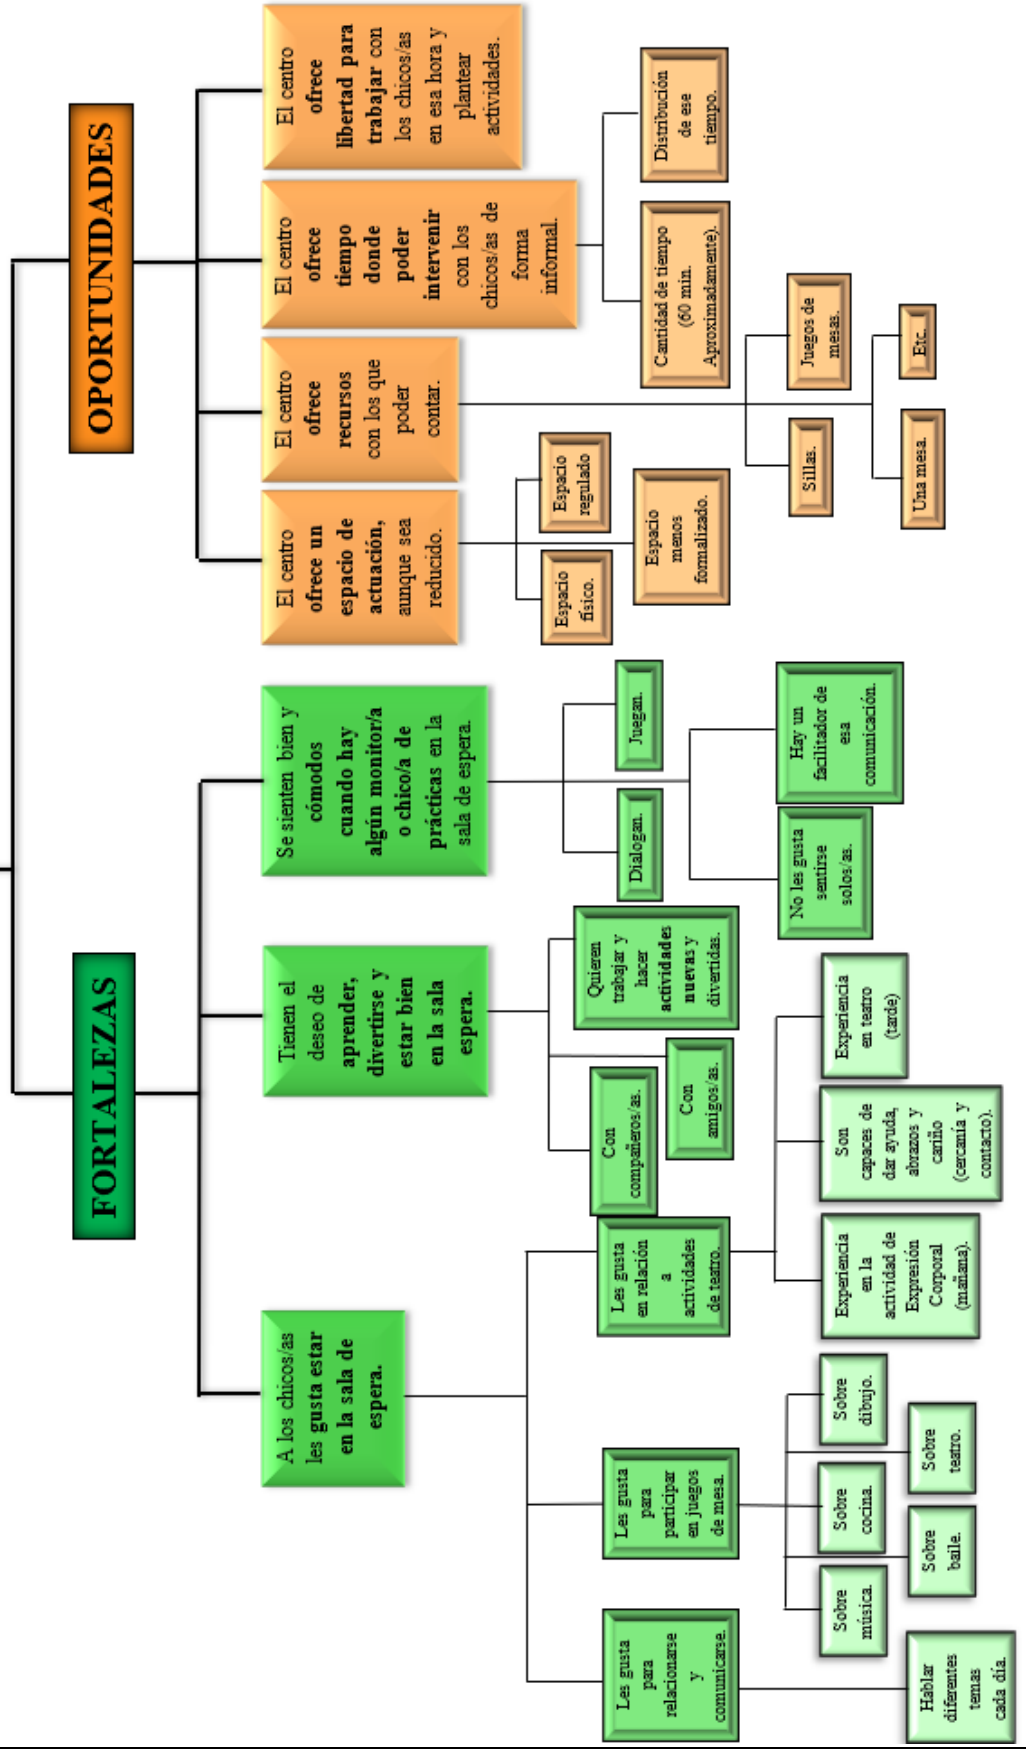 FORTALEZAS
OPORTUNIDADES
A los chicos/as
les gusta estar
en la sala de
espera.
Tienen el
deseo de
aprender,
divertirse y
estar bien
en la sala
espera.
Se sienten bien y
cómodos
cuando hay
algún monitor/a
o chico/a de
prácticas en la
sala de espera.
El centro
ofrece un
espacio de
actuación,
aunque sea
reducido.
El centro
ofrece
recursos
con los que
poder
contar.
El centro
ofrece
tiempo
donde
poder
intervenir
con los
chicos/as de
forma
informal.
El centro
ofrece
libertad para
trabajar con
los chicos/as
en esa hora y
plantear
actividades.
Les gusta
para
relacionarse
y
comunicarse.
Les gusta
para
participar
en juegos
de mesa.
Les gusta
en relación
a
actividades
de teatro.
Con
compañeros/as.
Con
amigos/as.
Quieren
trabajar y
hacer
actividades
nuevas y
divertidas.
Dialogan.
Juegan.
No les gusta
sentirse
solos/as.
Hay un
facilitador de
esa
comunicación.
Espacio
físico.
Espacio
regulado
Espacio
menos
formalizado.
Sillas.
Juegos de
mesas.
Una mesa.
Etc.
Cantidad de tiempo
(60 min.
Aproximadamente).
Distribución
de ese
tiempo.
Hablar
diferentes
temas
cada día.
Sobre
música.
Sobre
baile.
Sobre
cocina.
Sobre
teatro.
Sobre
dibujo.
Experiencia
en la
actividad de
Expresión
Corporal
(mañana).
Son
capaces de
dar ayuda,
abrazos y
cariño
(cercanía y
contacto).
Experiencia
en teatro
(tarde)